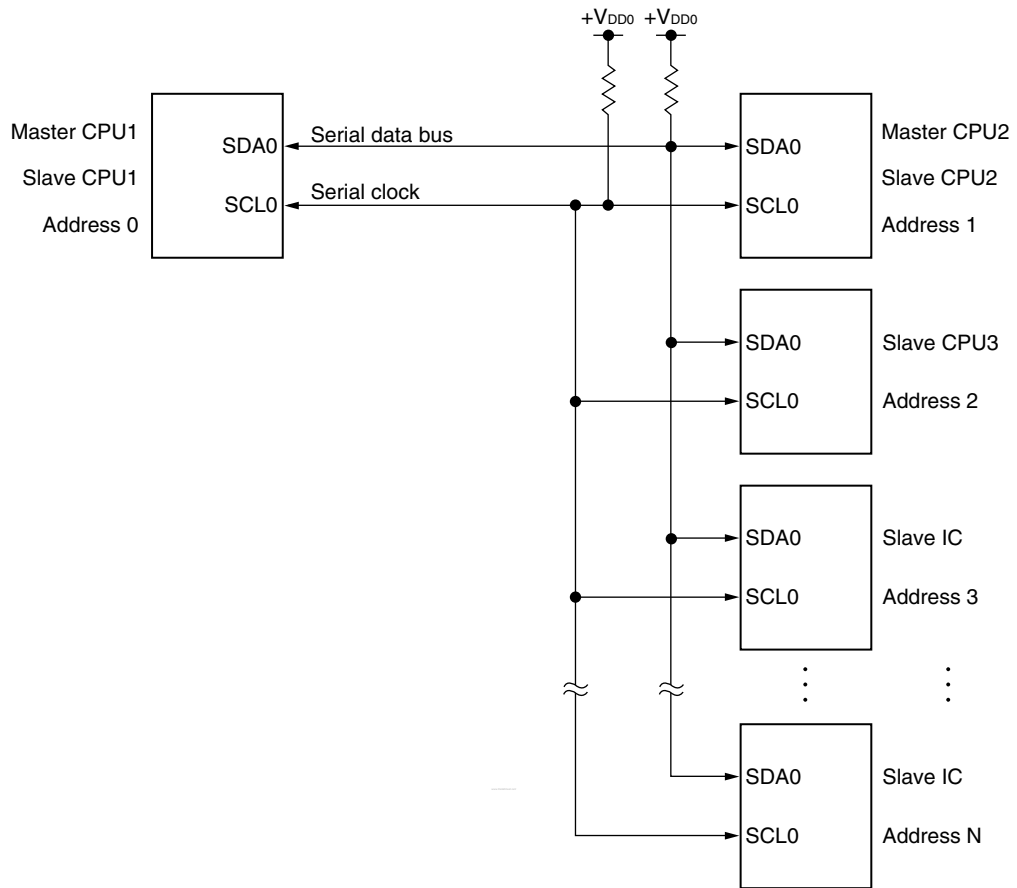 +VDD0
+VDD0
Master CPU1
Slave CPU1
Address 0
SDA0
SCL0
Serial data bus
Serial clock
SDA0
SCL0
Master CPU2
Slave CPU2
Address 1
SDA0
SCL0
Slave CPU3
Address 2
SDA0
SCL0
Slave IC
Address 3
SDA0
SCL0
Slave IC
Address N